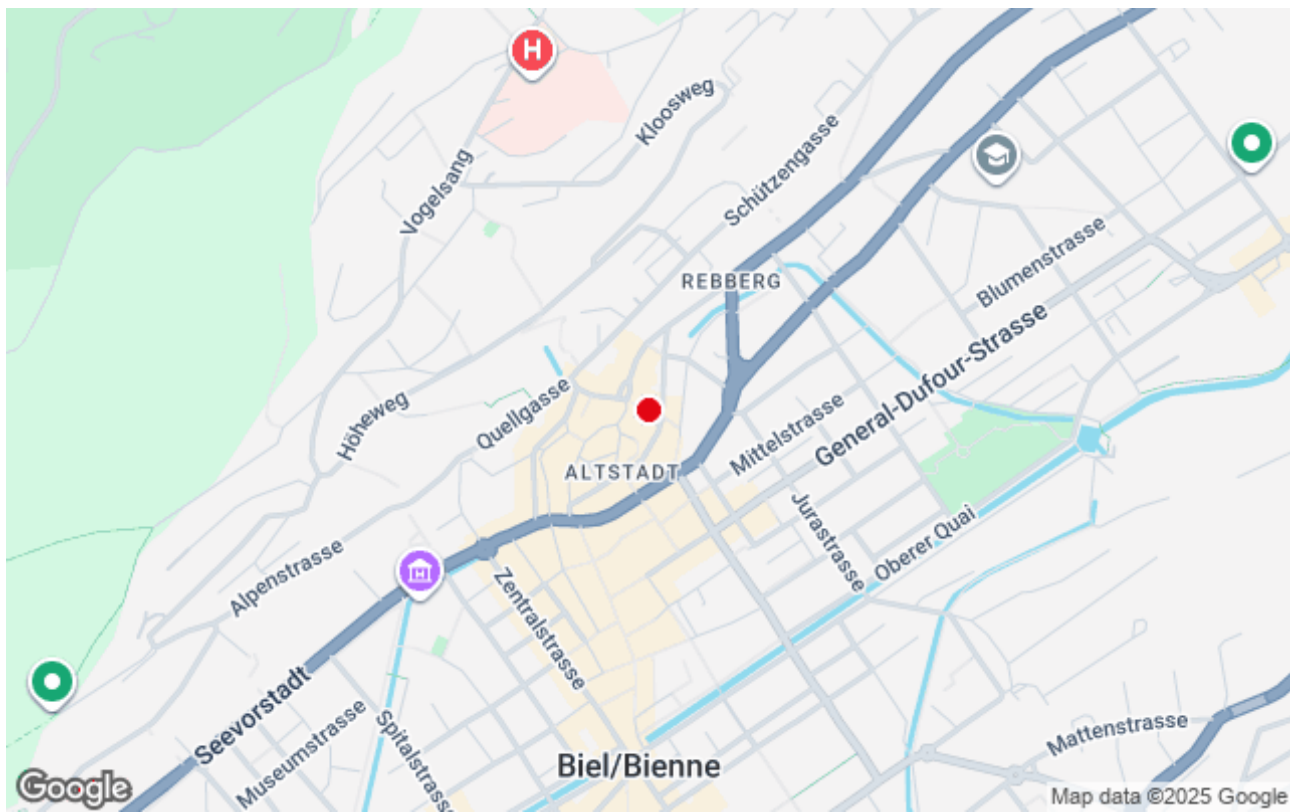 H
Kloosweg
Vogelsang
Schützengasse
REBBERG
Blumenstrasse
General-Dufour-Strasse
Höheweg
Quellgasse
Mittelstrasse
ALTSTADT
Jurastrasse
Oberer Quai
Alpenstrasse
Zentralstrasse
Seevorstadt
Museumstrasse
Spitalstrasse
Mattenstrasse
Biel/Bienne
Google
Map data ©2025 Google